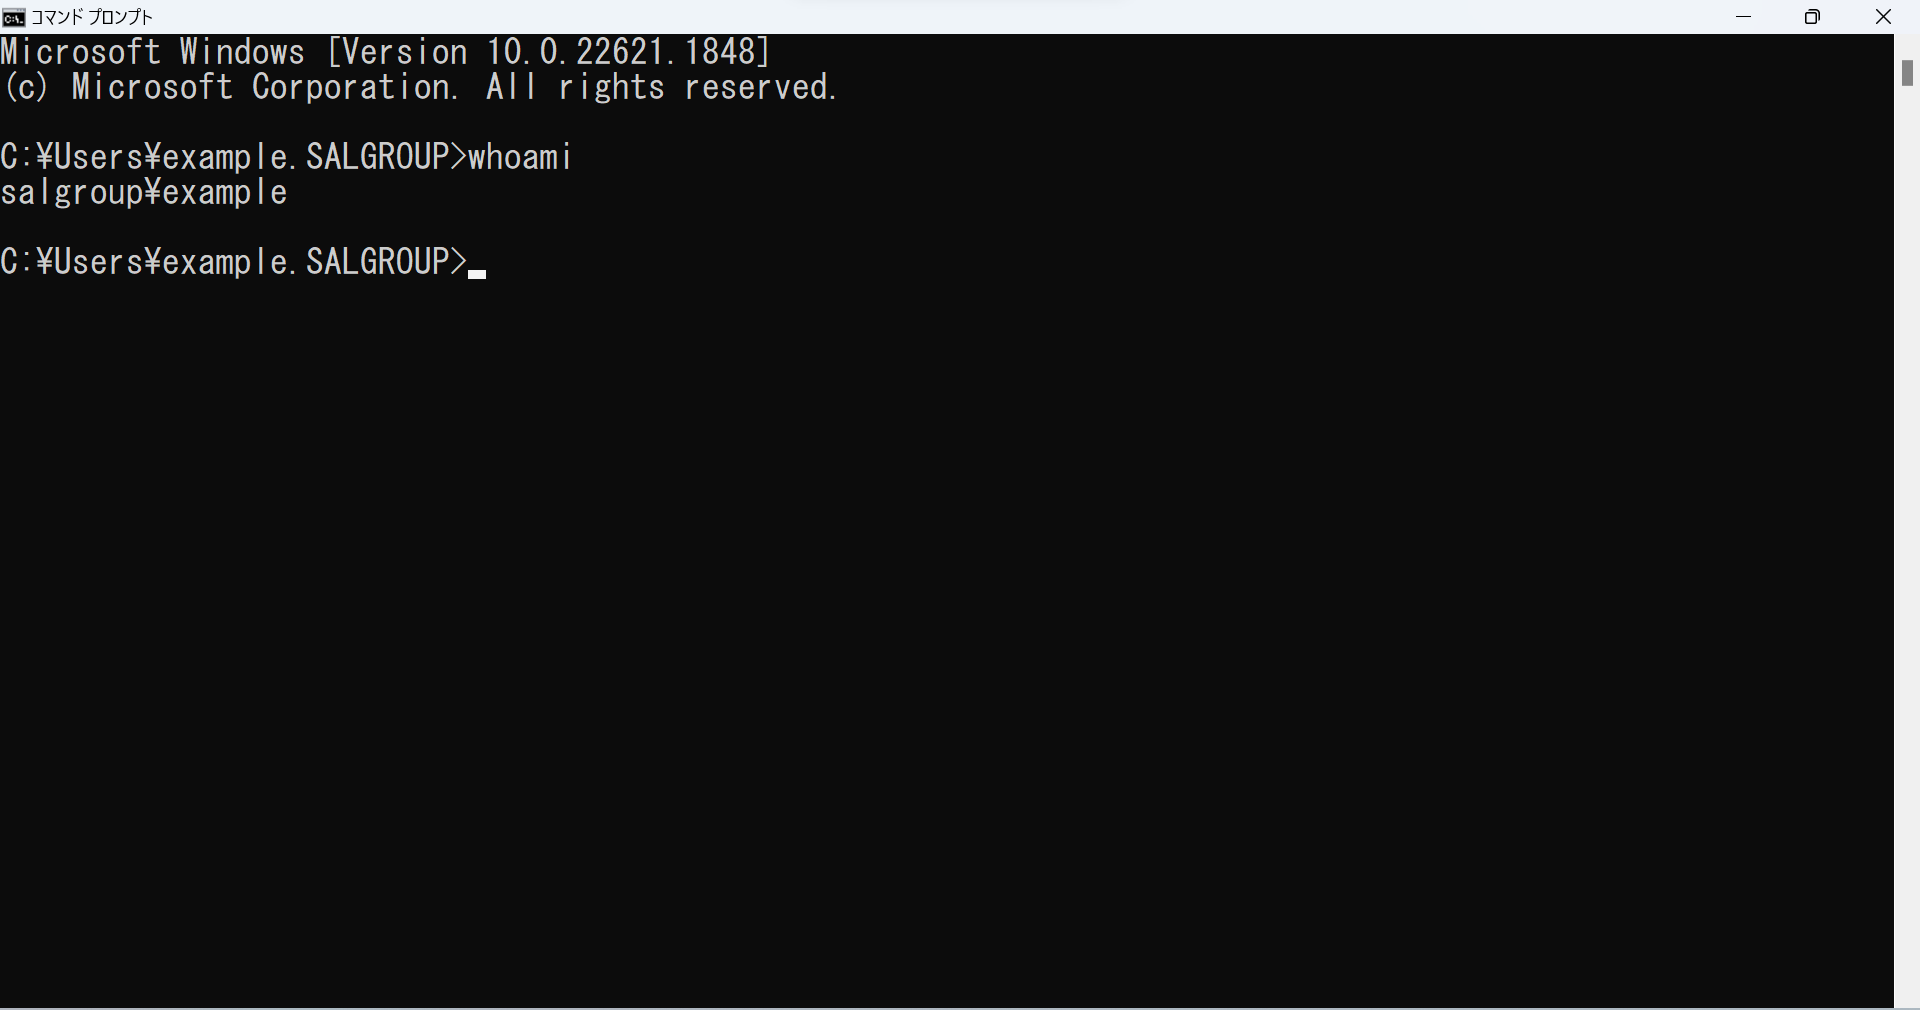 コマンド プロンプト
Microsoft Windows [Version 10.0.22621.1848]
(c) Microsoft Corporation. All rights reserved.
C:¥Users¥example.SALGROUP>whoami
salgroup¥example
C:¥Users¥example.SALGROUP>